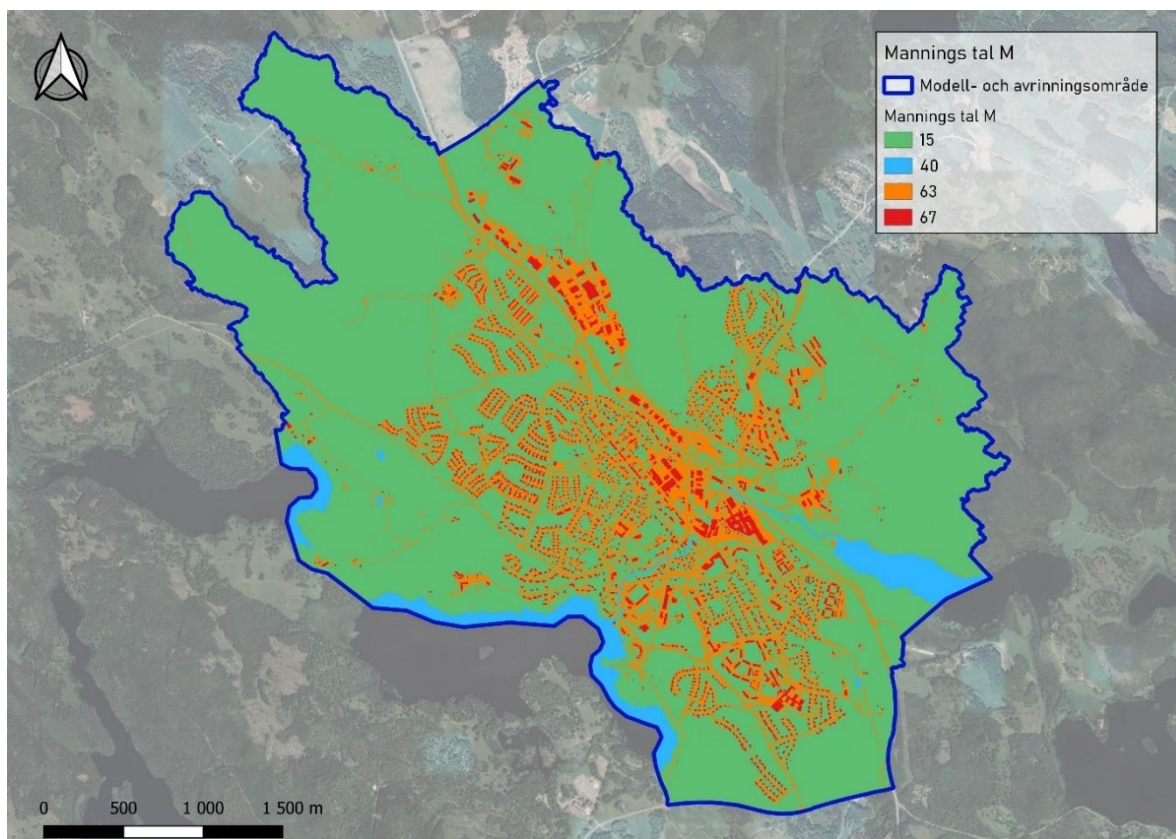 Mannings tal M
Modell- och avrinningsområde
Mannings tal M
15
40
63
67
0 500 1 000 1 500 m